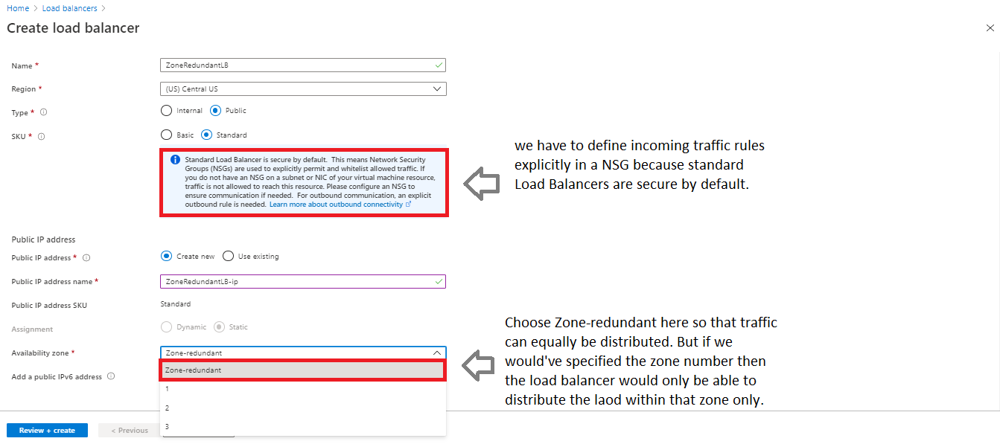 Home > Load balancers >
Create load balancer
Name *
ZoneRedundantLB
Region *
(US) Central US
Type *
Internal Public
SKU *
Basic Standard
Standard Load Balancer is secure by default. This means Network Security
Groups (NSGs) are used to explicitly permit and whitelist allowed traffic. If
you do not have an NSG on a subnet or NIC of your virtual machine resource,
traffic is not allowed to reach this resource. Please configure an NSG to
ensure communication if needed. For outbound communication, an explicit
outbound rule is needed. Learn more about outbound connectivity
we have to define incoming traffic rules
explicitly in a NSG because standard
Load Balancers are secure by default.
Public IP address
Public IP address *
Create new Use existing
Public IP address name *
ZoneRedundantLB-ip
Public IP address SKU
Standard
Assignment
Dynamic Static
Availability zone *
Zone-redundant
Zone-redundant
1
2
3
Add a public IPv6 address
Choose Zone-redundant here so that traffic
can equally be distributed. But if we
would've specified the zone number then
the load balancer would only be able to
distribute the laod within that zone only.
Review + create
< Previous